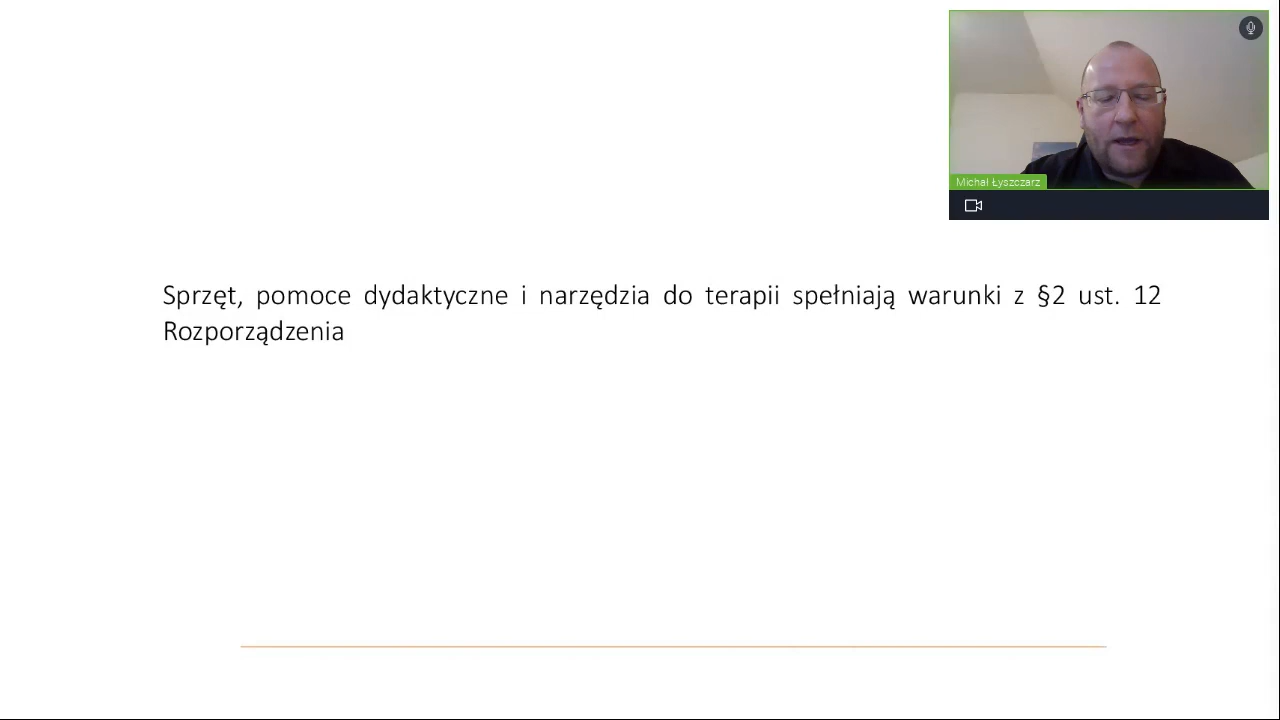 Michał Łyszczarz
Sprzęt, pomoce dydaktyczne i narzędzia do terapii spełniają warunki z §2 ust. 12
Rozporządzenia